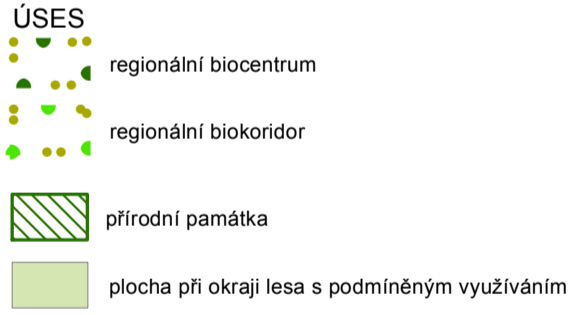 ÚSES
regionální biocentrum
regionální biokoridor
přírodní památka
plocha při okraji lesa s podmíněným využíváním